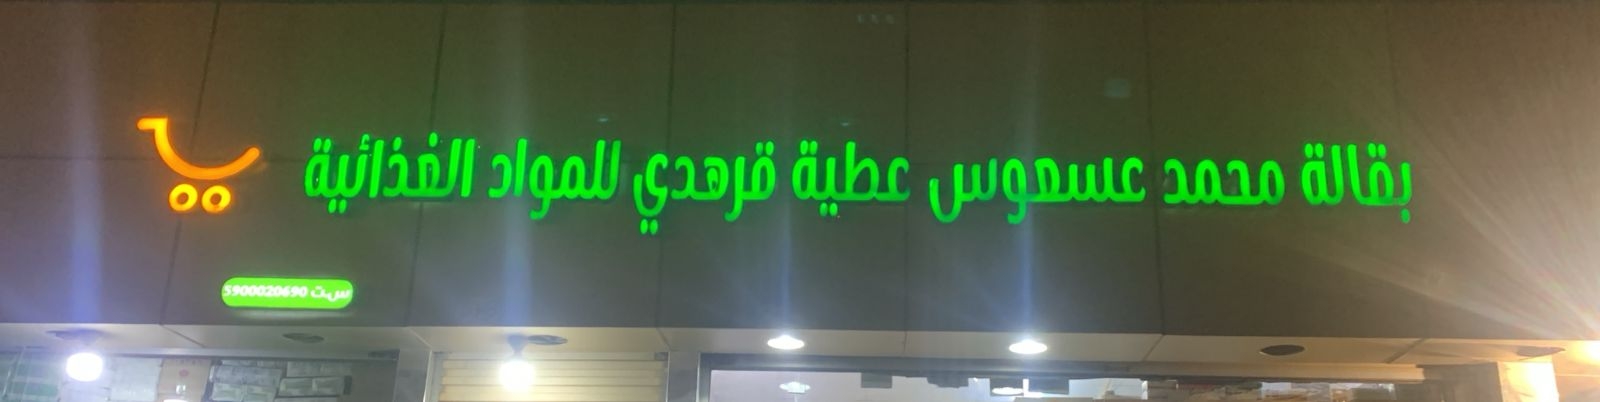 بقالة محمد عسعوس عطية قرهدي للمواد الغذائية
س.ت 5900020690